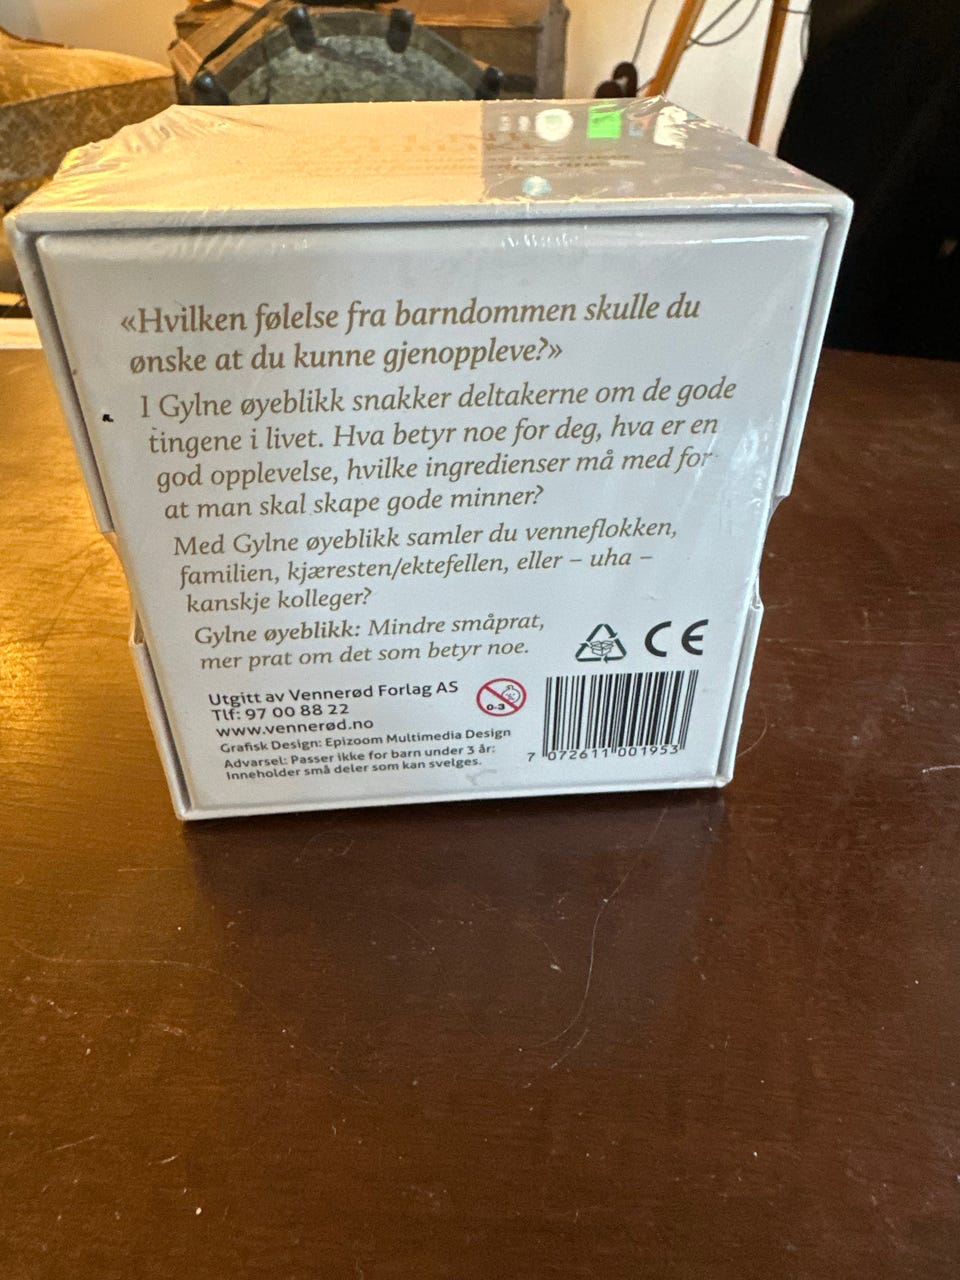 «Hvilken følelse fra barndommen skulle du
ønske at du kunne gjenoppleve?»
I Gylne øyeblikk snakker deltakerne om de gode
tingene i livet. Hva betyr noe for deg, hva er en
god opplevelse, hvilke ingredienser må med for
at man skal skape gode minner?
Med Gylne øyeblikk samler du venneflokken,
familien, kjæresten/ektefellen, eller – uha –
kanskje kolleger?
Gylne øyeblikk: Mindre småprat,
mer prat om det som betyr noe.
CE
Utgitt av Vennerød Forlag AS
Tlf: 97 00 88 22
www.vennerød.no
0-3
Grafisk Design: Epizoom Multimedia Design
Advarsel: Passer ikke for barn under 3 år:
Inneholder små deler som kan svelges.
7 072611 001953